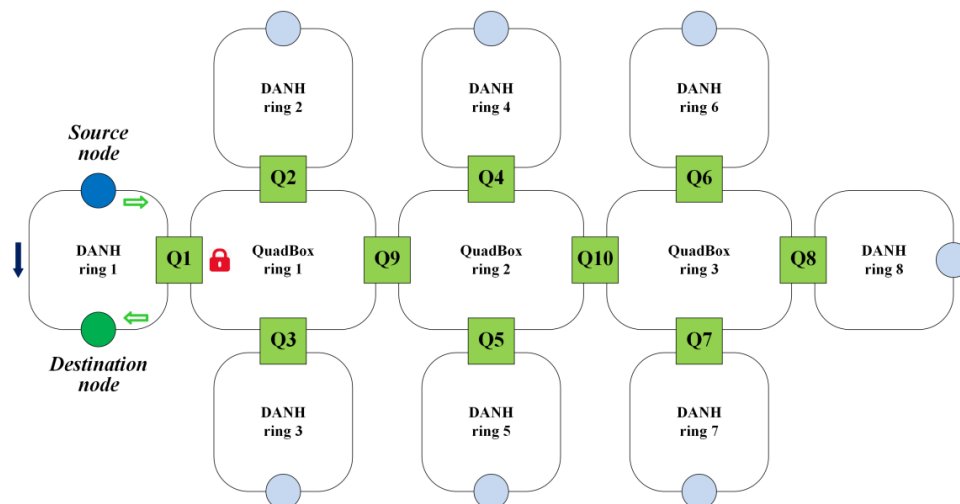 DANH
ring 2
DANH
ring 4
DANH
ring 6
Source
node
Q2
Q4
Q6
DANH
ring 1
Q1
QuadBox
ring 1
Q9
QuadBox
ring 2
Q10
QuadBox
ring 3
Q8
DANH
ring 8
Q3
Q5
Q7
Destination
node
DANH
ring 3
DANH
ring 5
DANH
ring 7